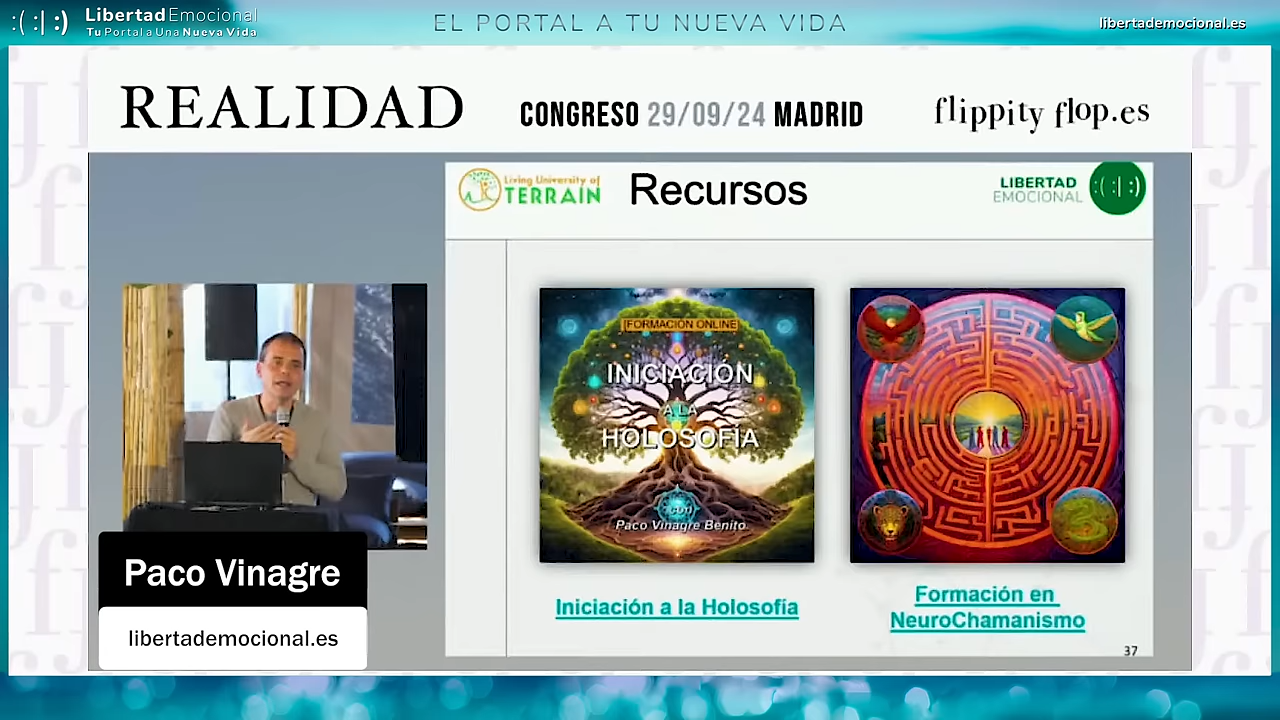 :(:|:) LibertadEmocional
Tu Portal a Una Nueva Vida
EL PORTAL A TU NUEVA VIDA
libertademocional.es
REALIDAD
CONGRESO 29/09/24 MADRID
flippity flop.es
Living University of
TERRAIN
Recursos
LIBERTAD
EMOCIONAL
:(:|:)
[FORMACIÓN ONLINE]
INICIACIÓN
A LA
HOLOSOFÍA
con
Paco Vinagre Benito
Iniciación a la Holosofía
Formación en
NeuroChamanismo
37
Paco Vinagre
libertademocional.es